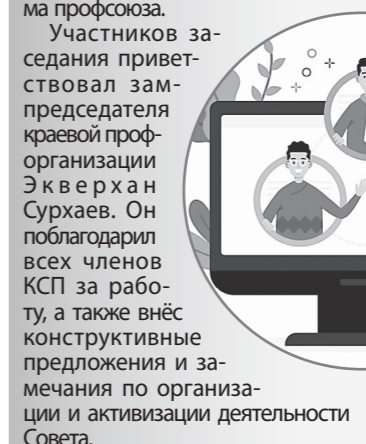 ма профсоюза.
Участников за-
седания привет-
ствовал зам-
председателя
краевой проф-
организации
Экверхан
Сурхаев. Он
поблагодарил
всех членов
КСП за рабо-
ту, а также внёс
конструктивные
предложения и за-
мечания по организа-
ции и активизации деятельности
Совета.